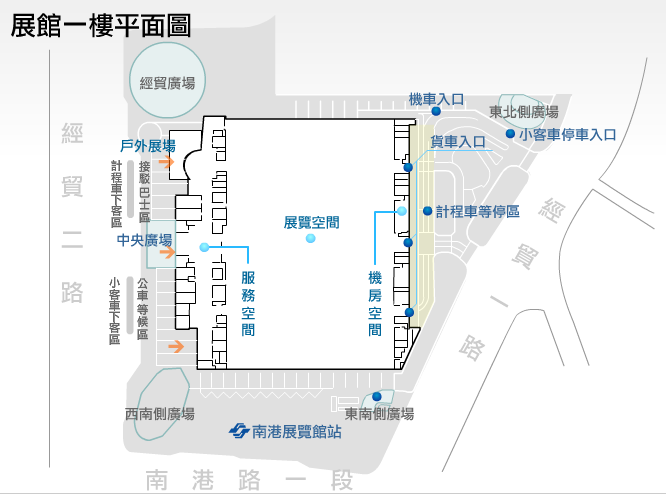 展館一樓平面圖
經貿廣場
機車入口
東北側廣場
小客車停車入口
貨車入口
經貿二路
戶外展場
接駁巴士區
計程車下客區
中央廣場
展覽空間
計程車等停區
經貿一路
服務空間
機房空間
公車等候區
小客車下客區
西南側廣場
東南側廣場
南港展覽館站
南港路一段